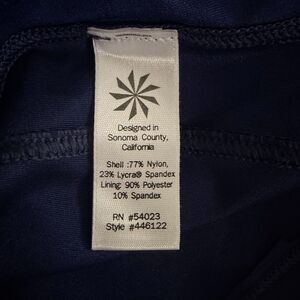 Designed in
Sonoma County,
California
Shell :77% Nylon,
23% Lycra® Spandex
Lining: 90% Polyester
10% Spandex
RN #54023
Style #446122